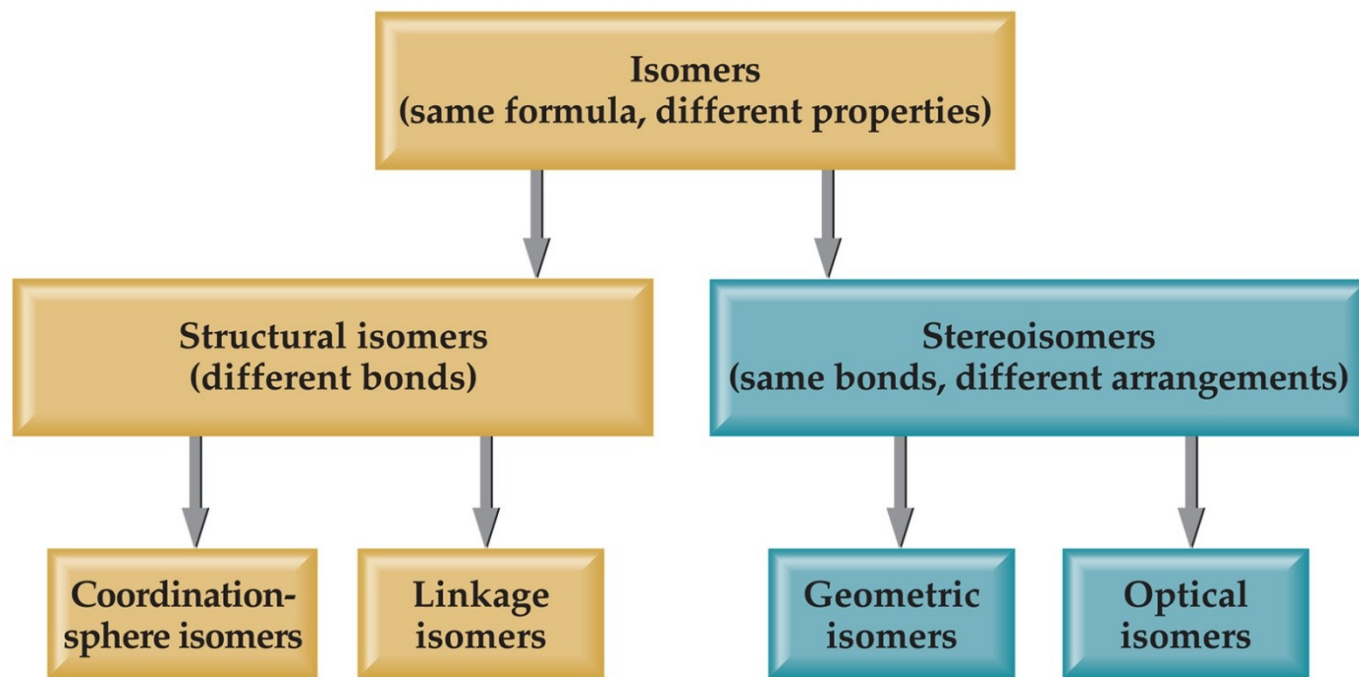 Isomers
(same formula, different properties)
Structural isomers
(different bonds)
Stereoisomers
(same bonds, different arrangements)
Coordination-
sphere isomers
Linkage
isomers
Geometric
isomers
Optical
isomers